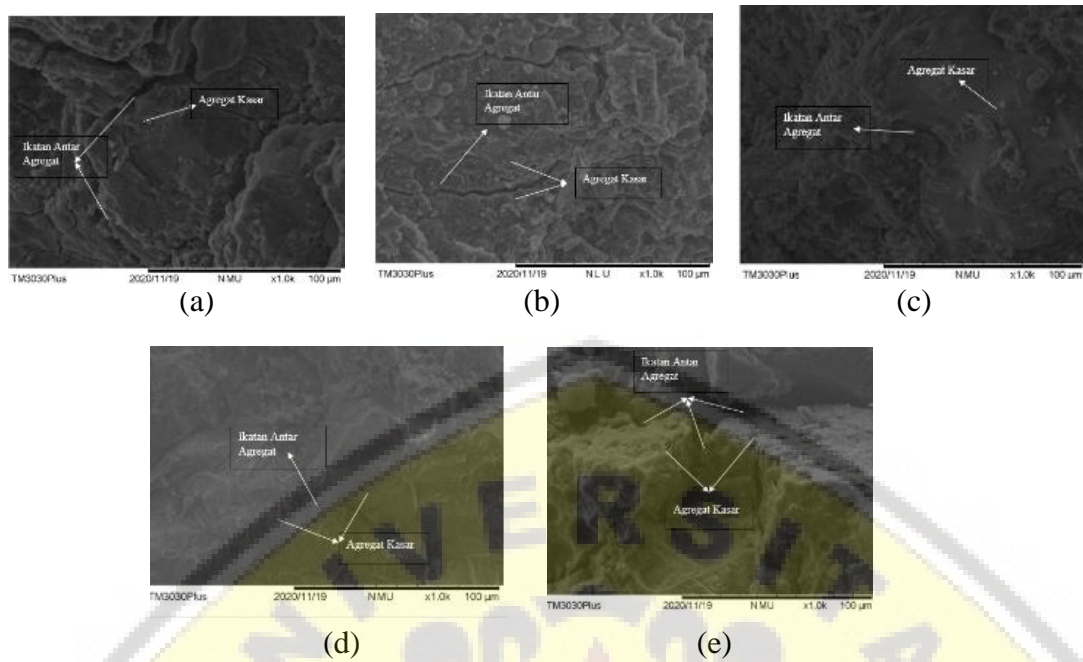 Agregat Kasar
Ikatan Antar
Agregat
TM3030Plus 2020/11/19 NMU x1.0k 100 µm
(a)
Ikatan Antar
Agregat
Agregat Kasar
2020/11/19 x1.0k 100 µm
(b)
Agregat Kasar
Ikatan Antar
Agregat
TM3030Plus 2020/11/19 NMU x1.0k 100 µm
(c)
Ikatan Antar
Agregat
Agregat Kasar
TM3030Plus 2020/11/19 NMU x1.0k 100 µm
(d)
Ikatan Antar
Agregat
Agregat Kasar
TM3030Plus 2020/11/19 NMU x1.0k 100 µm
(e)
NIVERSITA